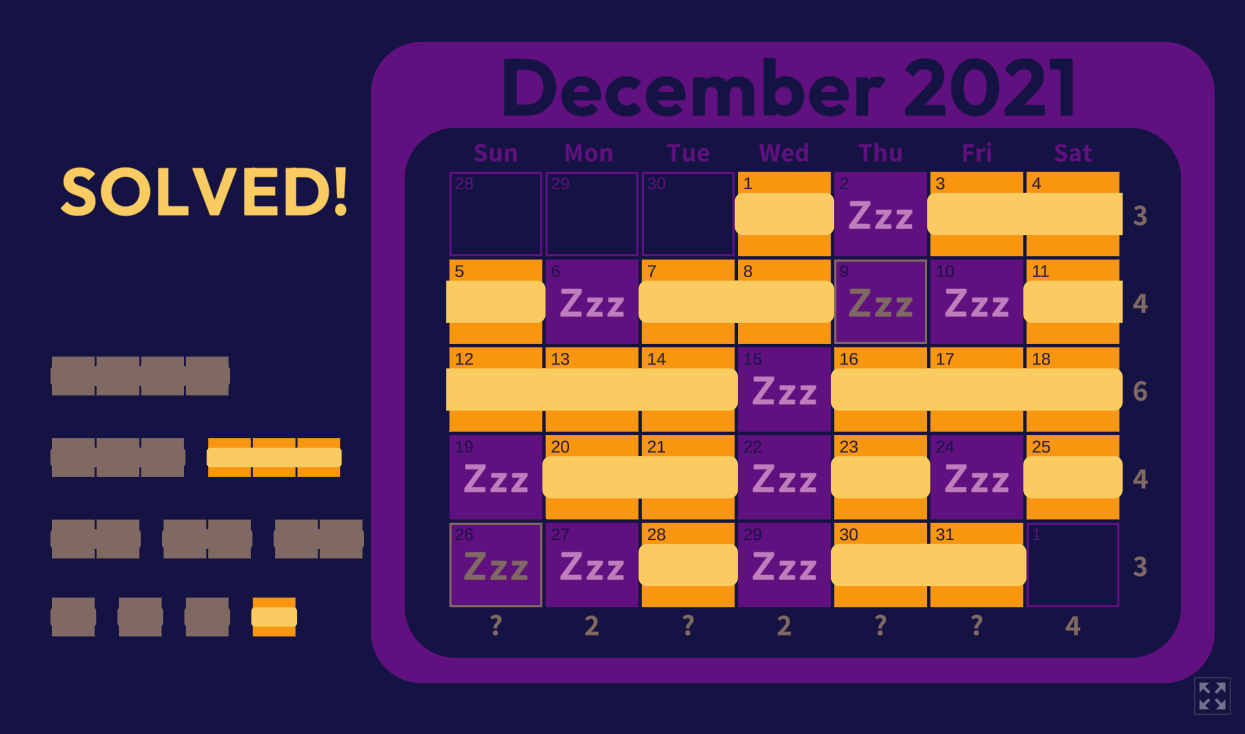 December 2021
SOLVED!
Sun Mon Tue Wed Thu Fri Sat
28 29 30 1 2 3 4
Zzz 3
5 6 7 8 9 10 11
Zzz Zzz Zzz 4
12 13 14 15 16 17 18
Zzz 6
19 20 21 22 23 24 25
Zzz Zzz Zzz 4
26 27 28 29 30 31 1
Zzz Zzz Zzz 3
? 2 ? 2 ? ? 4